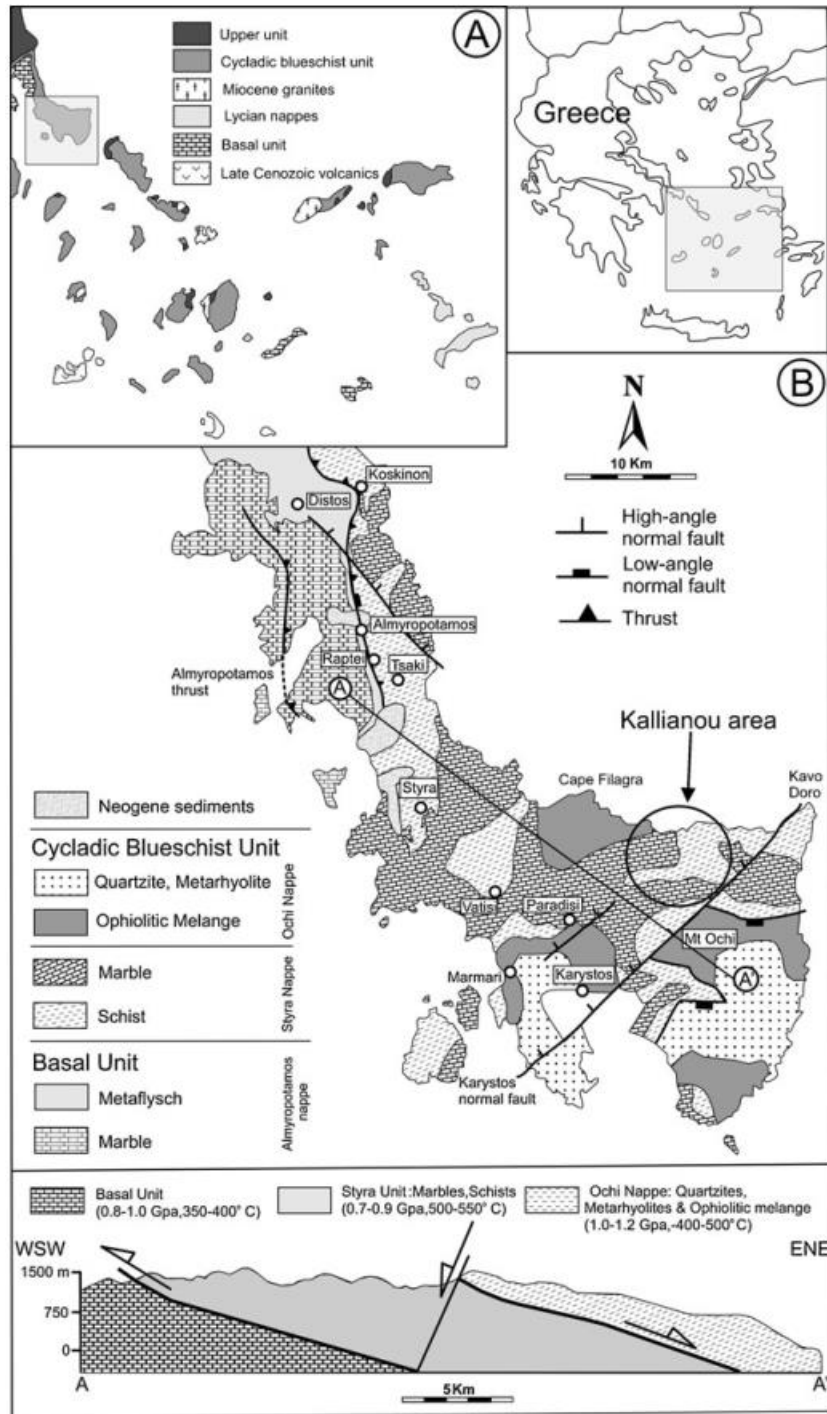 A
Upper unit
Cycladic blueschist unit
Miocene granites
Lycian nappes
Basal unit
Late Cenozoic volcanics
Greece
B
N
10 Km
High-angle
normal fault
Low-angle
normal fault
Thrust
Koskinon
Distos
Almyropotamos
Raptei
Tsaki
Almyropotamos
thrust
A
Kallianou area
Styra
Cape Filagra
Kavo
Doro
Vatisi
Paradisi
Mt Ochi
Marmari
Karystos
A'
Karystos
normal fault
Neogene sediments
Cycladic Blueschist Unit
Quartzite, Metarhyolite
Ophiolitic Melange
Ochi Nappe
Marble
Schist
Styra Nappe
Basal Unit
Metaflysch
Marble
Almyropotamos
nappe
Basal Unit
(0.8-1.0 Gpa,350-400° C)
Styra Unit:Marbles,Schists
(0.7-0.9 Gpa,500-550° C)
Ochi Nappe: Quartzites,
Metarhyolites & Ophiolitic melange
(1.0-1.2 Gpa,-400-500°C)
WSW
ENE
1500 m
750
0
A
A'
5Km